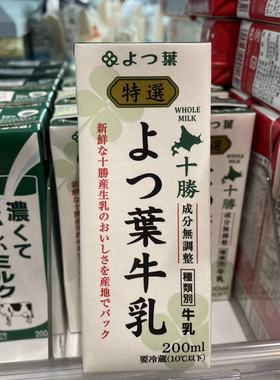 よつ葉
特選
WHOLE
MILK
十勝
成分無調整
種類別 牛乳
よつ葉牛乳
新鮮な十勝産生乳のおいしさを産地でパック
200ml
要冷蔵(10℃以下)
濃くて
ミルク